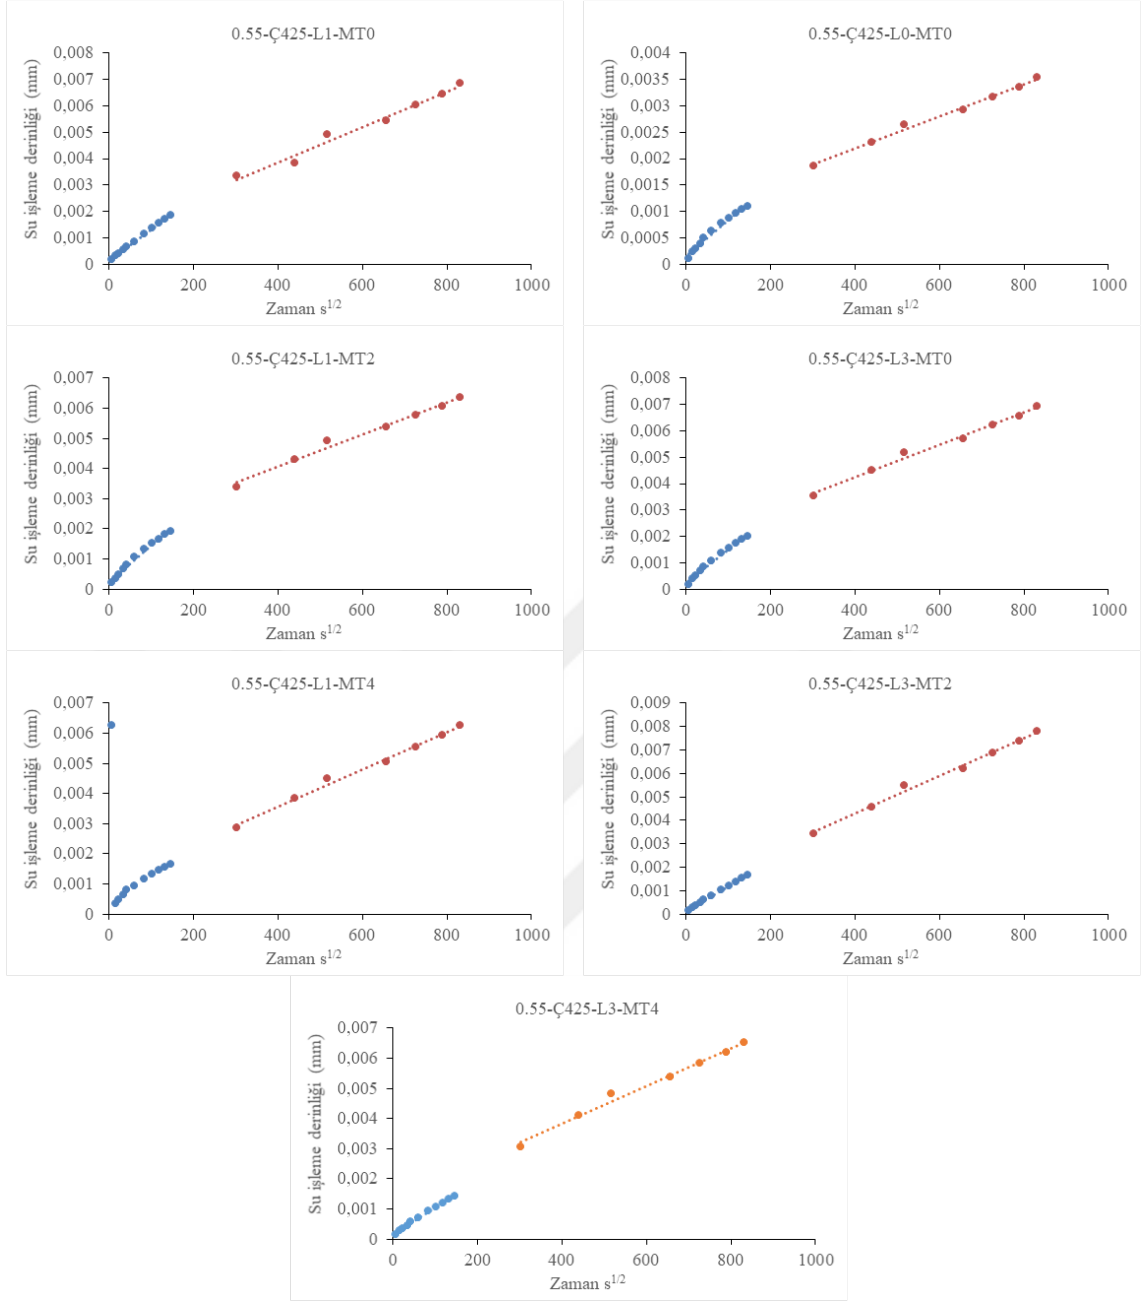 0.55-Ç425-L1-MT0
Su işleme derinliği (mm)
0,008
0,007
0,006
0,005
0,004
0,003
0,002
0,001
0
0 200 400 600 800 1000
Zaman s1/2
0.55-Ç425-L0-MT0
Su işleme derinliği (mm)
0,004
0,0035
0,003
0,0025
0,002
0,0015
0,001
0,0005
0
0 200 400 600 800 1000
Zaman s1/2
0.55-Ç425-L1-MT2
Su işleme derinliği (mm)
0,007
0,006
0,005
0,004
0,003
0,002
0,001
0
0 200 400 600 800 1000
Zaman s1/2
0.55-Ç425-L3-MT0
Su işleme derinliği (mm)
0,008
0,007
0,006
0,005
0,004
0,003
0,002
0,001
0
0 200 400 600 800 1000
Zaman s1/2
0.55-Ç425-L1-MT4
Su işleme derinliği (mm)
0,007
0,006
0,005
0,004
0,003
0,002
0,001
0
0 200 400 600 800 1000
Zaman s1/2
0.55-Ç425-L3-MT2
Su işleme derinliği (mm)
0,009
0,008
0,007
0,006
0,005
0,004
0,003
0,002
0,001
0
0 200 400 600 800 1000
Zaman s1/2
0.55-Ç425-L3-MT4
Su işleme derinliği (mm)
0,007
0,006
0,005
0,004
0,003
0,002
0,001
0
0 200 400 600 800 1000
Zaman s1/2